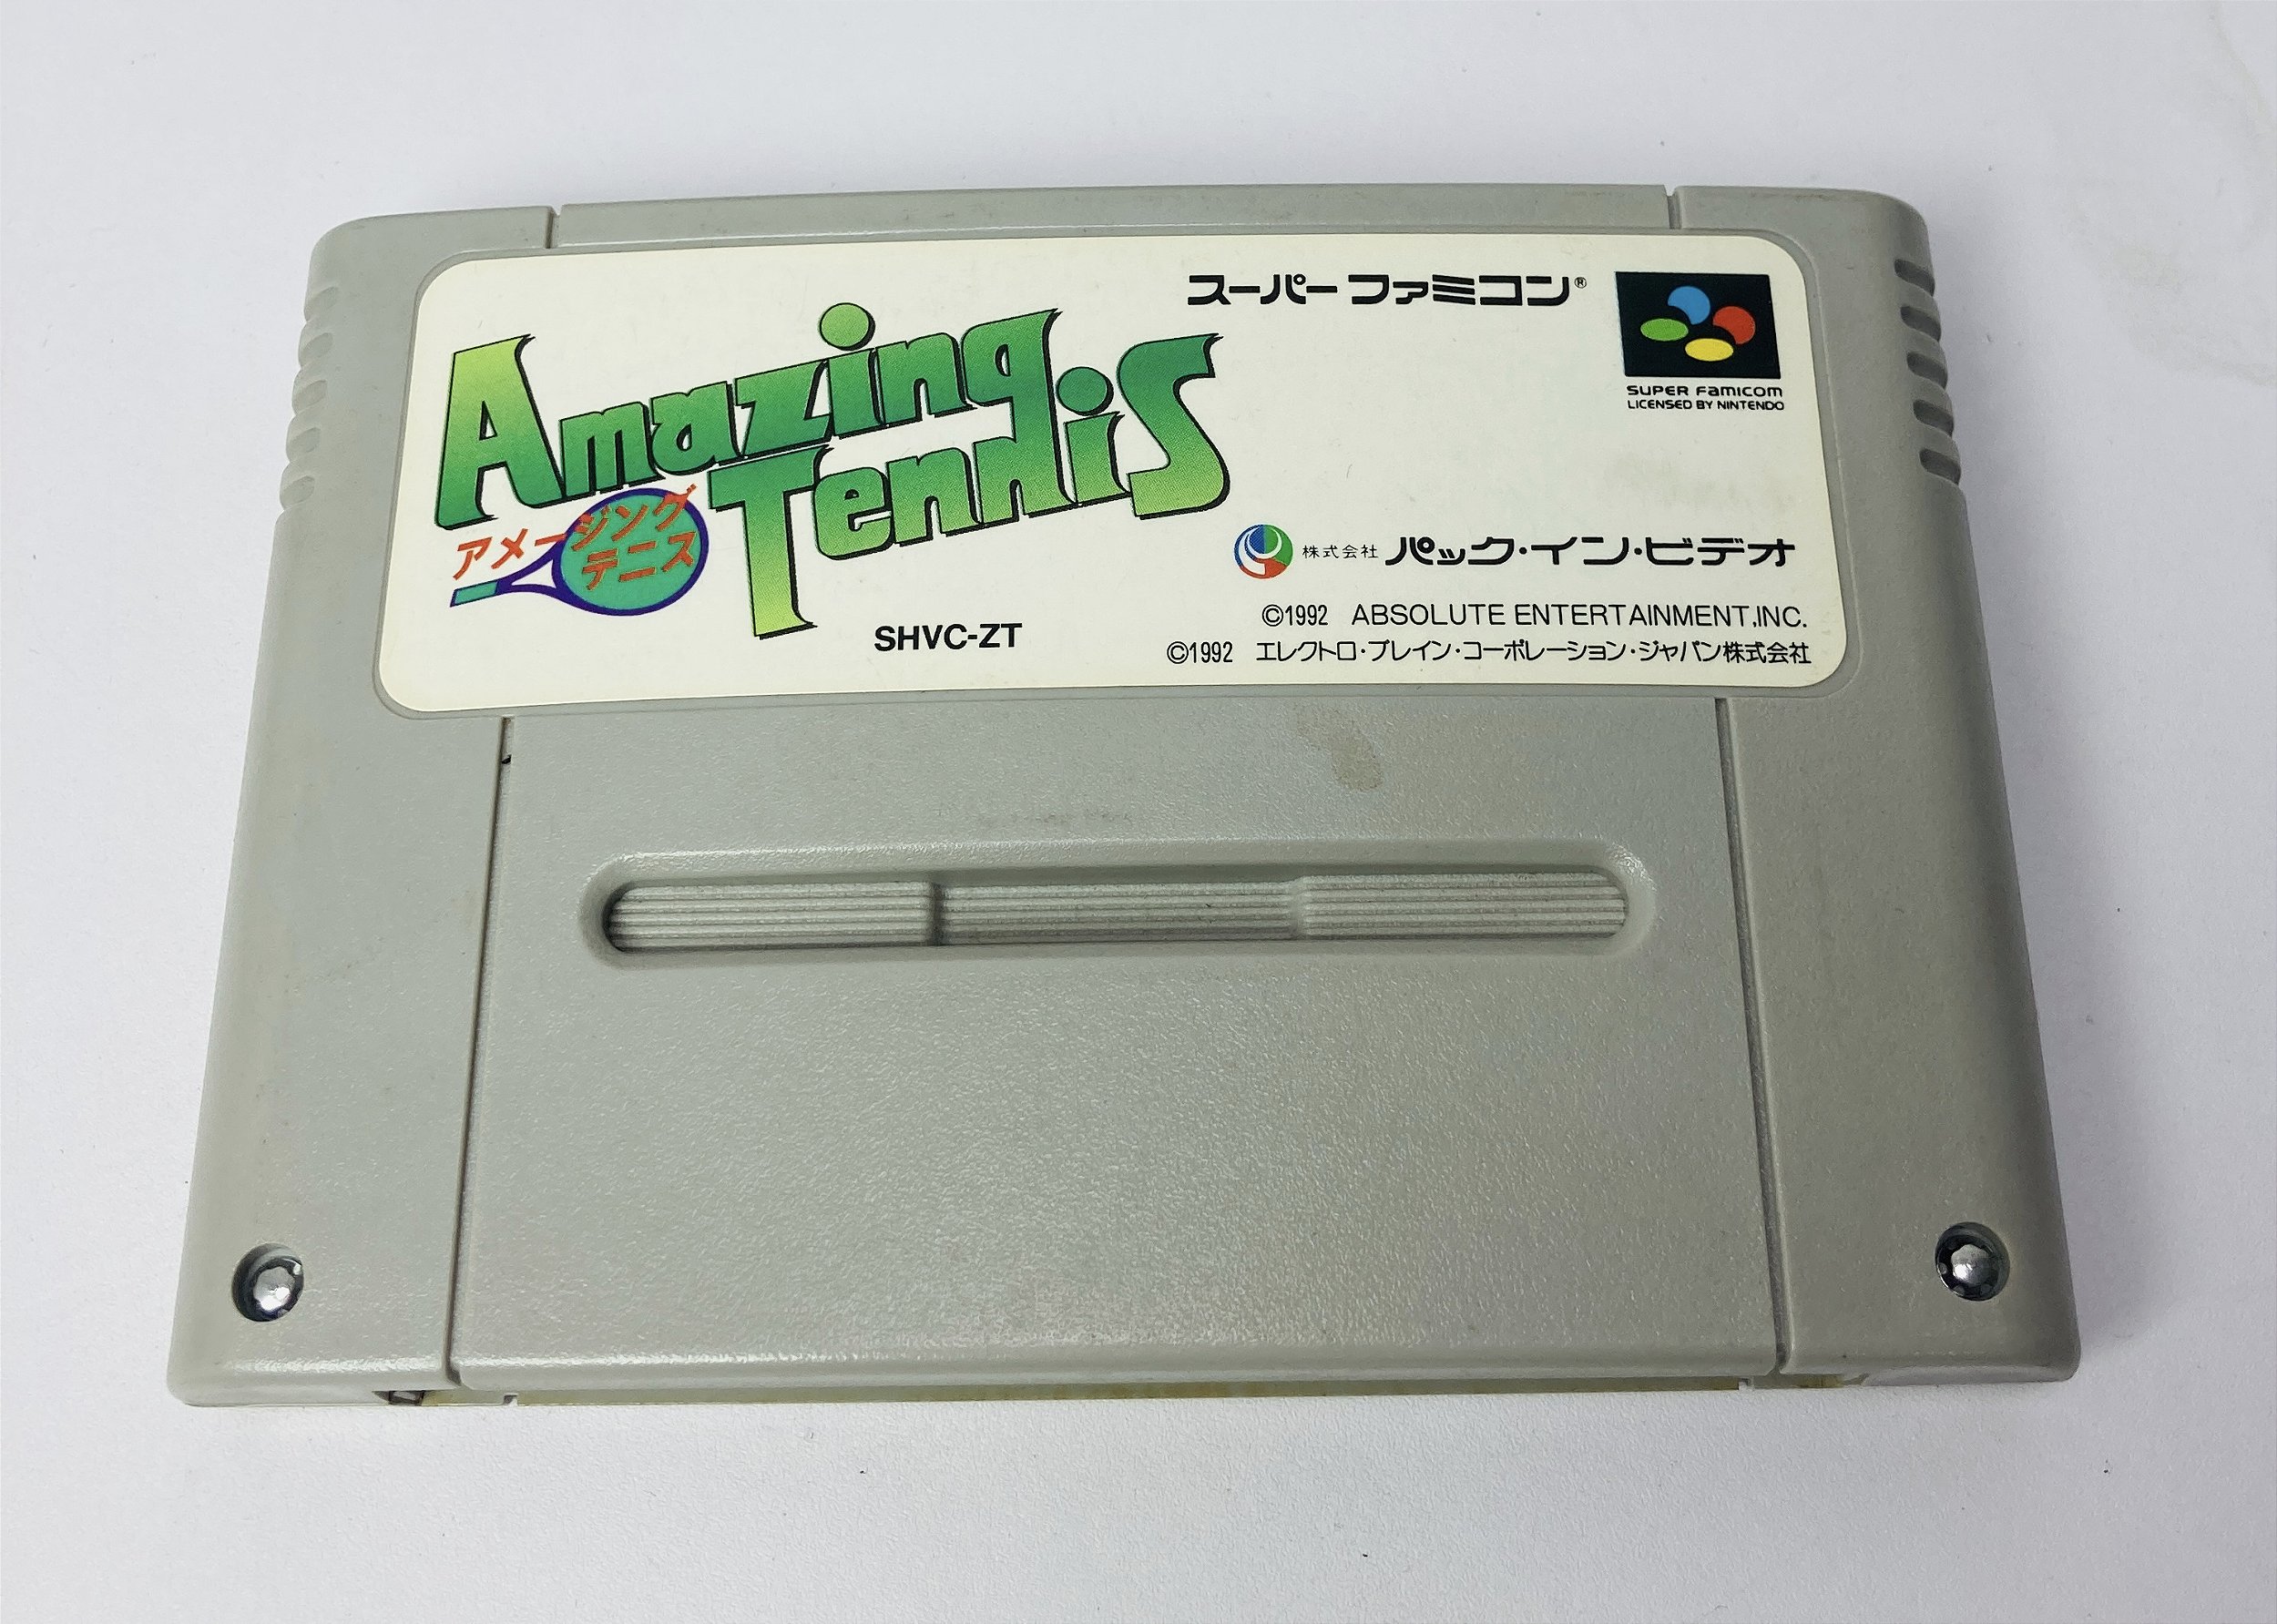 スーパーファミコン®
SUPER FAMICOM
LICENSED BY NINTENDO
Amazing
Tennis
アメージング
テニス
株式会社 パック・イン・ビデオ
SHVC-ZT
©1992 ABSOLUTE ENTERTAINMENT,INC.
©1992 エレクトロ・ブレイン・コーポレーション・ジャパン株式会社